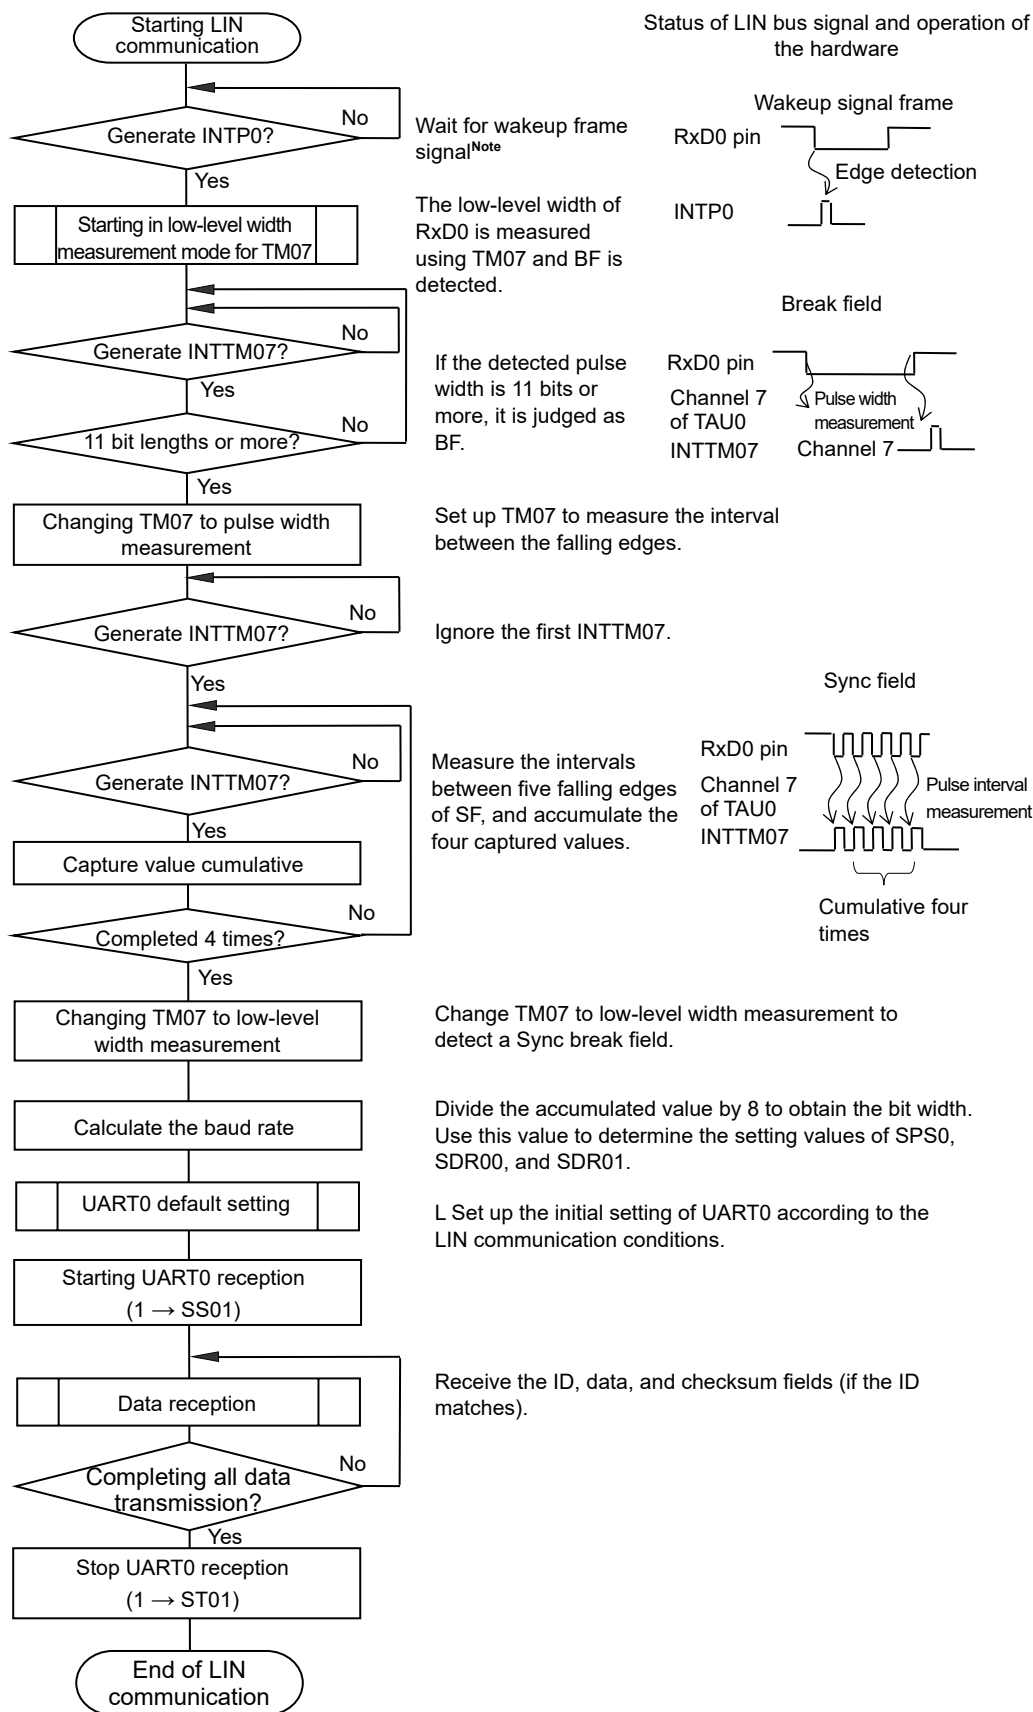 Starting LIN
communication
Status of LIN bus signal and operation of
the hardware
No
Generate INTP0?
Yes
Wait for wakeup frame
signalNote
Wakeup signal frame
RxD0 pin
Edge detection
INTP0
Starting in low-level width
measurement mode for TM07
The low-level width of
RxD0 is measured
using TM07 and BF is
detected.
No
Generate INTTM07?
Yes
No
11 bit lengths or more?
Yes
If the detected pulse
width is 11 bits or
more, it is judged as
BF.
Break field
RxD0 pin
Channel 7
of TAU0
INTTM07
Pulse width
measurement
Channel 7
Changing TM07 to pulse width
measurement
Set up TM07 to measure the interval
between the falling edges.
No
Generate INTTM07?
Yes
Ignore the first INTTM07.
No
Generate INTTM07?
Yes
Capture value cumulative
No
Completed 4 times?
Yes
Measure the intervals
between five falling edges
of SF, and accumulate the
four captured values.
Sync field
RxD0 pin
Channel 7
of TAU0
INTTM07
Pulse interval
measurement
Cumulative four
times
Changing TM07 to low-level
width measurement
Change TM07 to low-level width measurement to
detect a Sync break field.
Calculate the baud rate
Divide the accumulated value by 8 to obtain the bit width.
Use this value to determine the setting values of SPS0,
SDR00, and SDR01.
UART0 default setting
L Set up the initial setting of UART0 according to the
LIN communication conditions.
Starting UART0 reception
(1 → SS01)
Data reception
Receive the ID, data, and checksum fields (if the ID
matches).
No
Completing all data
transmission?
Yes
Stop UART0 reception
(1 → ST01)
End of LIN
communication